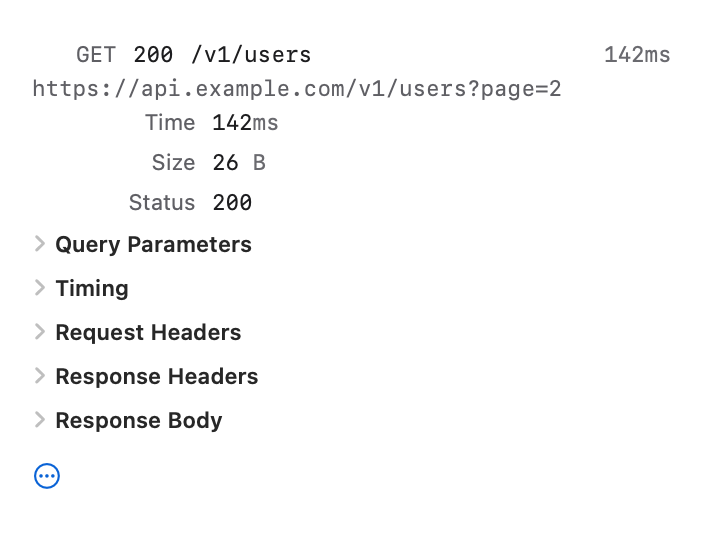 GET 200 /v1/users 142ms
https://api.example.com/v1/users?page=2
Time 142ms
Size 26 B
Status 200
Query Parameters
Timing
Request Headers
Response Headers
Response Body